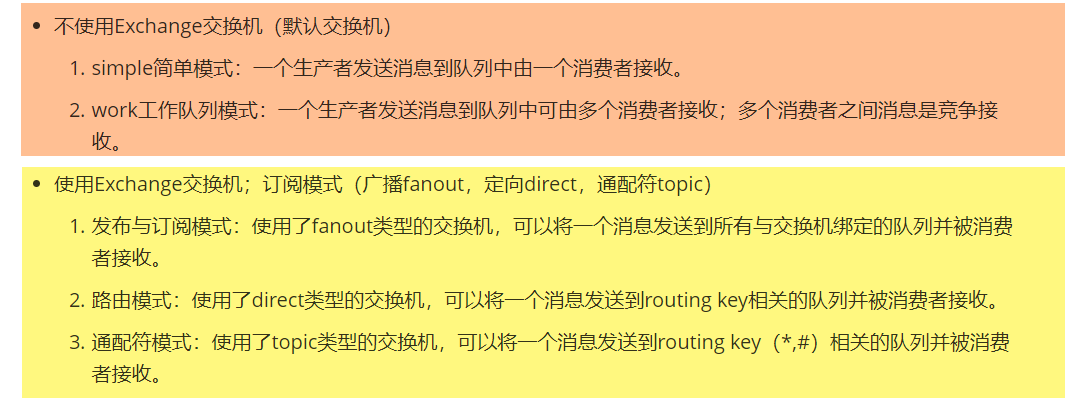 • 不使用Exchange交换机（默认交换机）
1. simple简单模式：一个生产者发送消息到队列中由一个消费者接收。
2. work工作队列模式：一个生产者发送消息到队列中可由多个消费者接收；多个消费者之间消息是竞争接
收。
• 使用Exchange交换机；订阅模式（广播fanout，定向direct，通配符topic）
1. 发布与订阅模式：使用了fanout类型的交换机，可以将一个消息发送到所有与交换机绑定的队列并被消费
者接收。
2. 路由模式：使用了direct类型的交换机，可以将一个消息发送到routing key相关的队列并被消费者接收。
3. 通配符模式：使用了topic类型的交换机，可以将一个消息发送到routing key（*,#）相关的队列并被消费
者接收。